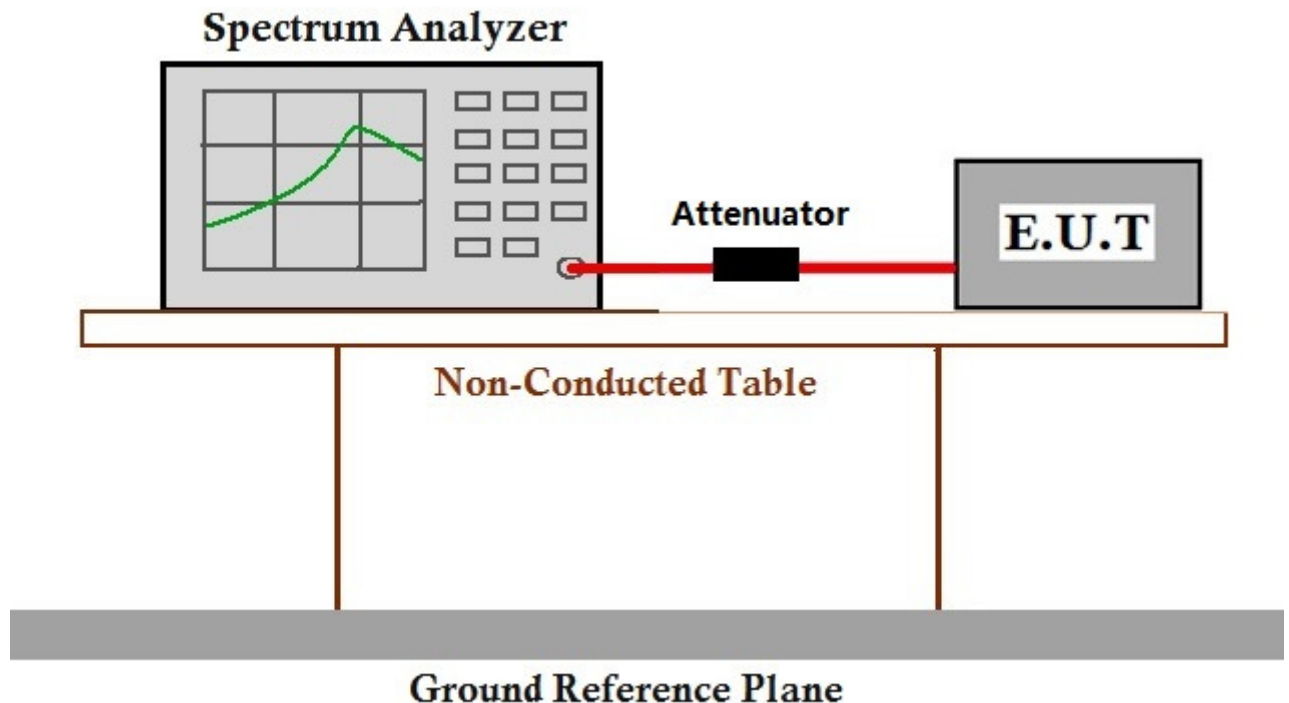 Spectrum Analyzer
Attenuator
E.U.T
Non-Conducted Table
Ground Reference Plane